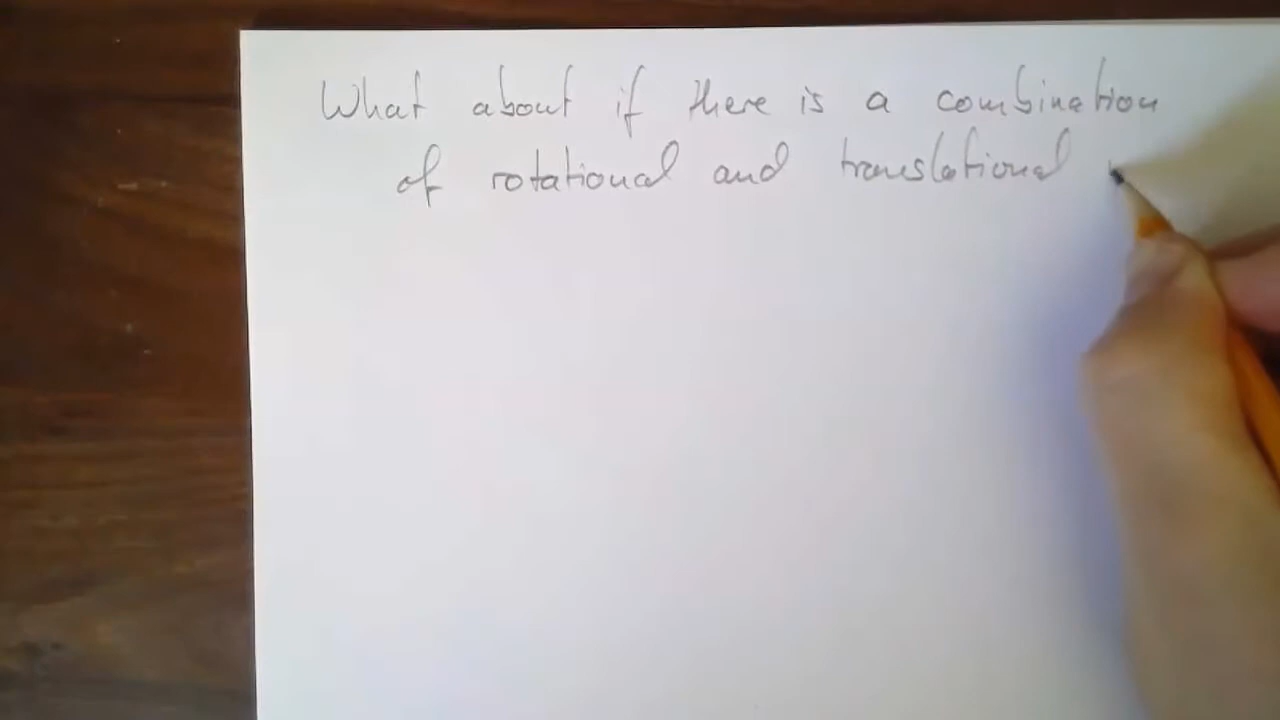 What about if there is a combination
of rotational and translational